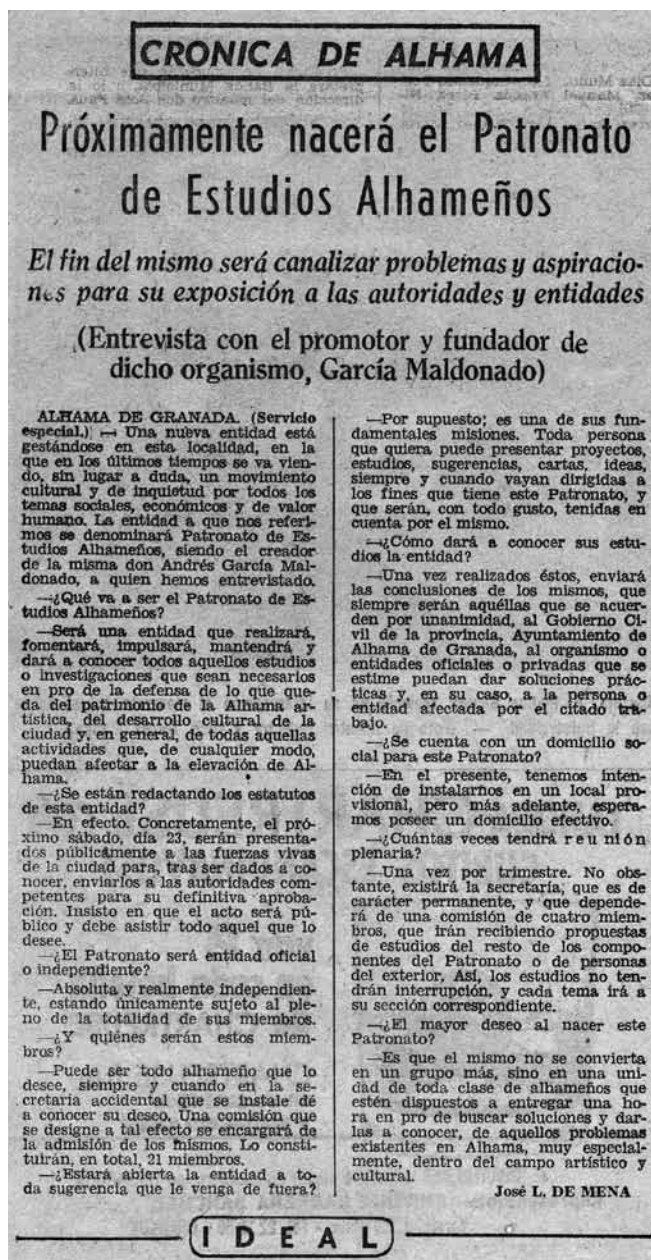 CRONICA DE ALHAMA
Próximamente nacerá el Patronato
de Estudios Alhameños
El fin del mismo será canalizar problemas y aspiracio-
nes para su exposición a las autoridades y entidades
(Entrevista con el promotor y fundador de
dicho organismo, García Maldonado)
ALHAMA DE GRANADA. (Servicio
especial.) — Una nueva entidad está
gestándose en esta localidad, en la
que en los últimos tiempos se va vien-
do, sin lugar a duda, un movimiento
cultural y de inquietud por todos los
temas sociales, económicos y de valor
humano. La entidad a que nos referi-
mos se denominará Patronato de Es-
tudios Alhameños, siendo el creador
de la misma don Andrés García Mal-
donado, a quien hemos entrevistado.
—¿Qué va a ser el Patronato de Es-
tudios Alhameños?
—Será una entidad que realizará,
fomentará, impulsará, mantendrá y
dará a conocer todos aquellos estudios
o investigaciones que sean necesarios
en pro de la defensa de lo que que-
da del patrimonio de la Alhama ar-
tística, del desarrollo cultural de la
ciudad y, en general, de todas aquellas
actividades que, de cualquier modo,
puedan afectar a la elevación de Al-
hama.
—¿Se están redactando los estatutos
de esta entidad?
—En efecto. Concretamente, el pró-
ximo sábado, día 23, serán presenta-
dos públicamente a las fuerzas vivas
de la ciudad para, tras ser dados a co-
nocer, enviarlos a las autoridades com-
petentes para su definitiva aproba-
ción. Insisto en que el acto será pú-
blico y debe asistir todo aquel que lo
desee.
—¿El Patronato será entidad oficial
o independiente?
—Absoluta y realmente independien-
te, estando únicamente sujeto al ple-
no de la totalidad de sus miembros.
—¿Y quiénes serán estos miem-
bros?
—Puede ser todo alhameño que lo
desee, siempre y cuando en la se-
cretaría accidental que se instale dé
a conocer su deseo. Una comisión que
se designe a tal efecto se encargará de
la admisión de los mismos. Lo consti-
tuirán, en total, 21 miembros.
—¿Estará abierta la entidad a to-
da sugerencia que le venga de fuera?
—Por supuesto; es una de sus fun-
damentales misiones. Toda persona
que quiera puede presentar proyectos,
estudios, sugerencias, cartas, ideas,
siempre y cuando vayan dirigidas a
los fines que tiene este Patronato, y
que serán, con todo gusto, tenidas en
cuenta por el mismo.
—¿Cómo dará a conocer sus estu-
dios la entidad?
—Una vez realizados éstos, enviará
las conclusiones de los mismos, que
siempre serán aquéllas que se acuer-
den por unanimidad, al Gobierno Ci-
vil de la provincia, Ayuntamiento de
Alhama de Granada, al organismo o
entidades oficiales o privadas que se
estime puedan dar soluciones prác-
ticas y, en su caso, a la persona o
entidad afectada por el citado tra-
bajo.
—¿Se cuenta con un domicilio so-
cial para este Patronato?
—En el presente, tenemos inten-
ción de instalarnos en un local pro-
visional, pero más adelante, espera-
mos poseer un domicilio efectivo.
—¿Cuántas veces tendrá reunión
plenaria?
—Una vez por trimestre. No obs-
tante, existirá la secretaría, que es de
carácter permanente, y que depende-
rá de una comisión de cuatro miem-
bros, que irán recibiendo propuestas
de estudios del resto de los compo-
nentes del Patronato o de personas
del exterior, Así, los estudios no ten-
drán interrupción, y cada tema irá a
su sección correspondiente.
—¿El mayor deseo al nacer este
Patronato?
—Es que el mismo no se convierta
en un grupo más, sino en una uni-
dad de toda clase de alhameños que
estén dispuestos a entregar una ho-
ra en pro de buscar soluciones y dar-
las a conocer, de aquellos problemas
existentes en Alhama, muy especial-
mente, dentro del campo artístico y
cultural.
José L. DE MENA
IDEAL